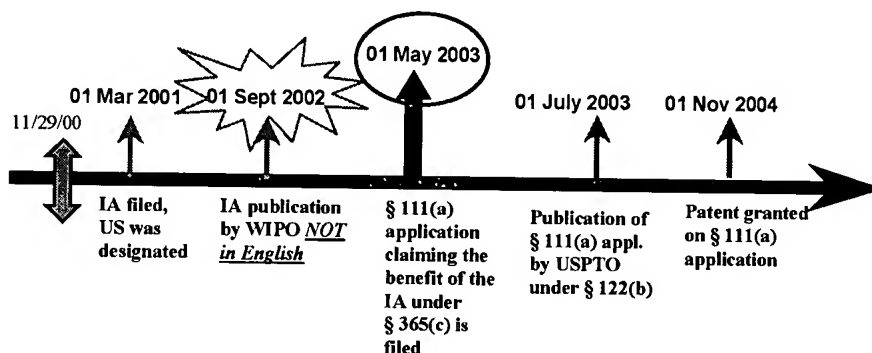 01 May 2003
01 Mar 2001
01 Sept 2002
01 July 2003
01 Nov 2004
11/29/00
IA filed,
US was
designated
IA publication
by WIPO NOT
in English
§ 111(a)
application
claiming the
benefit of the
IA under
§ 365(c) is
filed
Publication of
§ 111(a) appl.
by USPTO
under § 122(b)
Patent granted
on § 111(a)
application